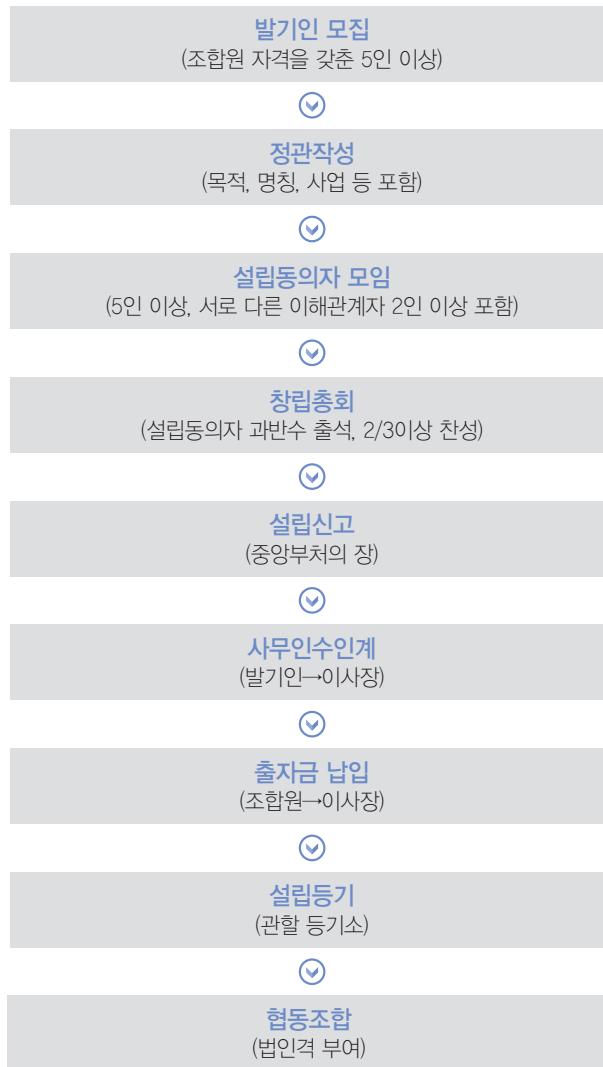 발기인 모집
(조합원 자격을 갖춘 5인 이상)
정관작성
(목적, 명칭, 사업 등 포함)
설립동의자 모임
(5인 이상, 서로 다른 이해관계자 2인 이상 포함)
창립총회
(설립동의자 과반수 출석, 2/3이상 찬성)
설립신고
(중앙부처의 장)
사무인수인계
(발기인→이사장)
출자금 납입
(조합원→이사장)
설립등기
(관할 등기소)
협동조합
(법인격 부여)